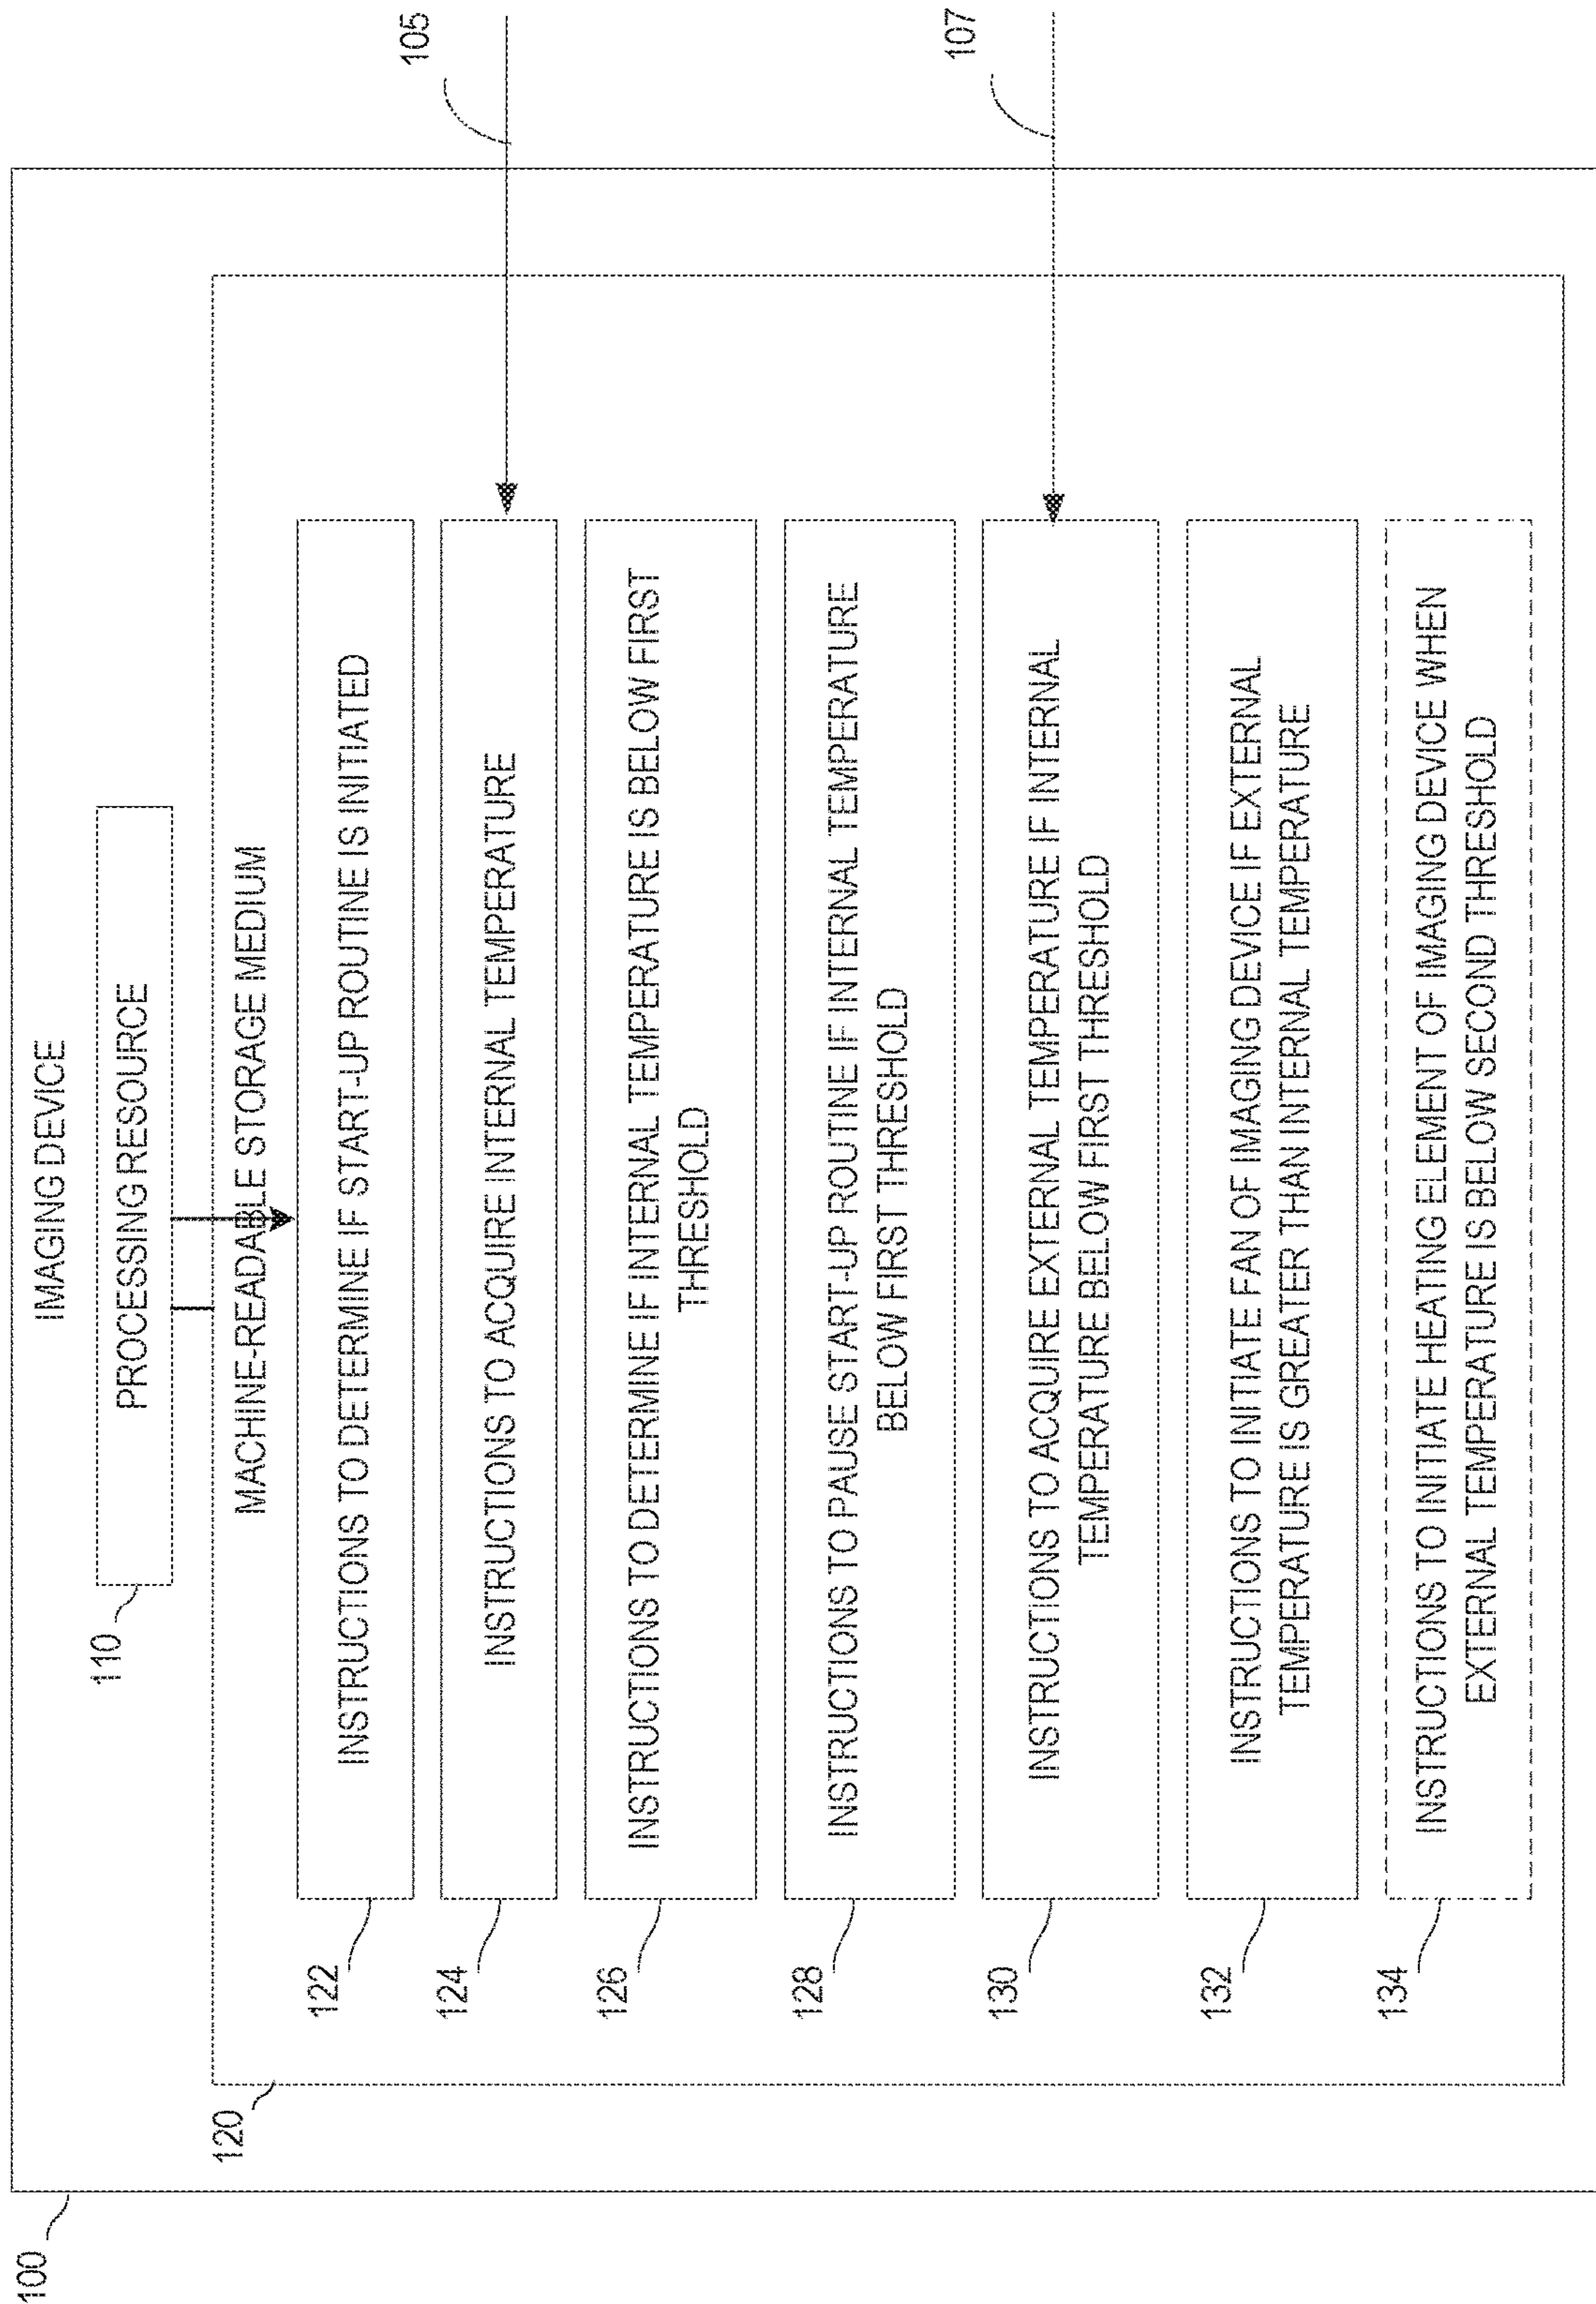 100
IMAGING DEVICE
110
PROCESSING RESOURCE
120
MACHINE-READABLE STORAGE MEDIUM
122
INSTRUCTIONS TO DETERMINE IF START-UP ROUTINE IS INITIATED
124
INSTRUCTIONS TO ACQUIRE INTERNAL TEMPERATURE
105
126
INSTRUCTIONS TO DETERMINE IF INTERNAL TEMPERATURE IS BELOW FIRST
THRESHOLD
128
INSTRUCTIONS TO PAUSE START-UP ROUTINE IF INTERNAL TEMPERATURE
BELOW FIRST THRESHOLD
130
INSTRUCTIONS TO ACQUIRE EXTERNAL TEMPERATURE IF INTERNAL
TEMPERATURE BELOW FIRST THRESHOLD
107
132
INSTRUCTIONS TO INITIATE FAN OF IMAGING DEVICE IF EXTERNAL
TEMPERATURE IS GREATER THAN INTERNAL TEMPERATURE
134
INSTRUCTIONS TO INITIATE HEATING ELEMENT OF IMAGING DEVICE WHEN
EXTERNAL TEMPERATURE IS BELOW SECOND THRESHOLD